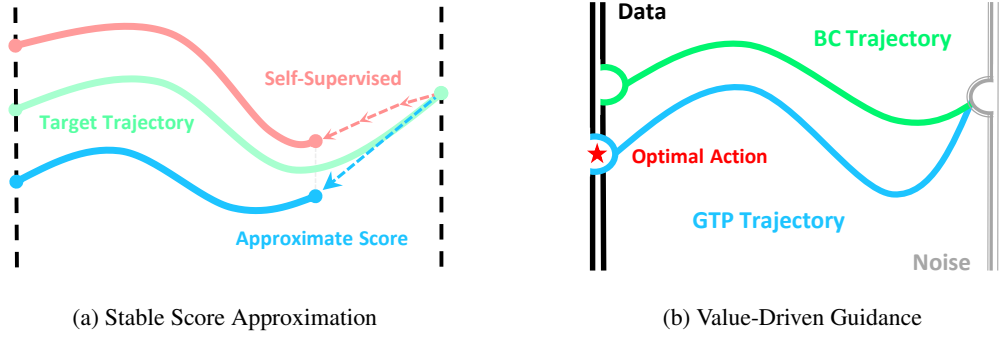 Self-Supervised
Target Trajectory
Approximate Score
(a) Stable Score Approximation
Data
BC Trajectory
Optimal Action
GTP Trajectory
Noise
(b) Value-Driven Guidance